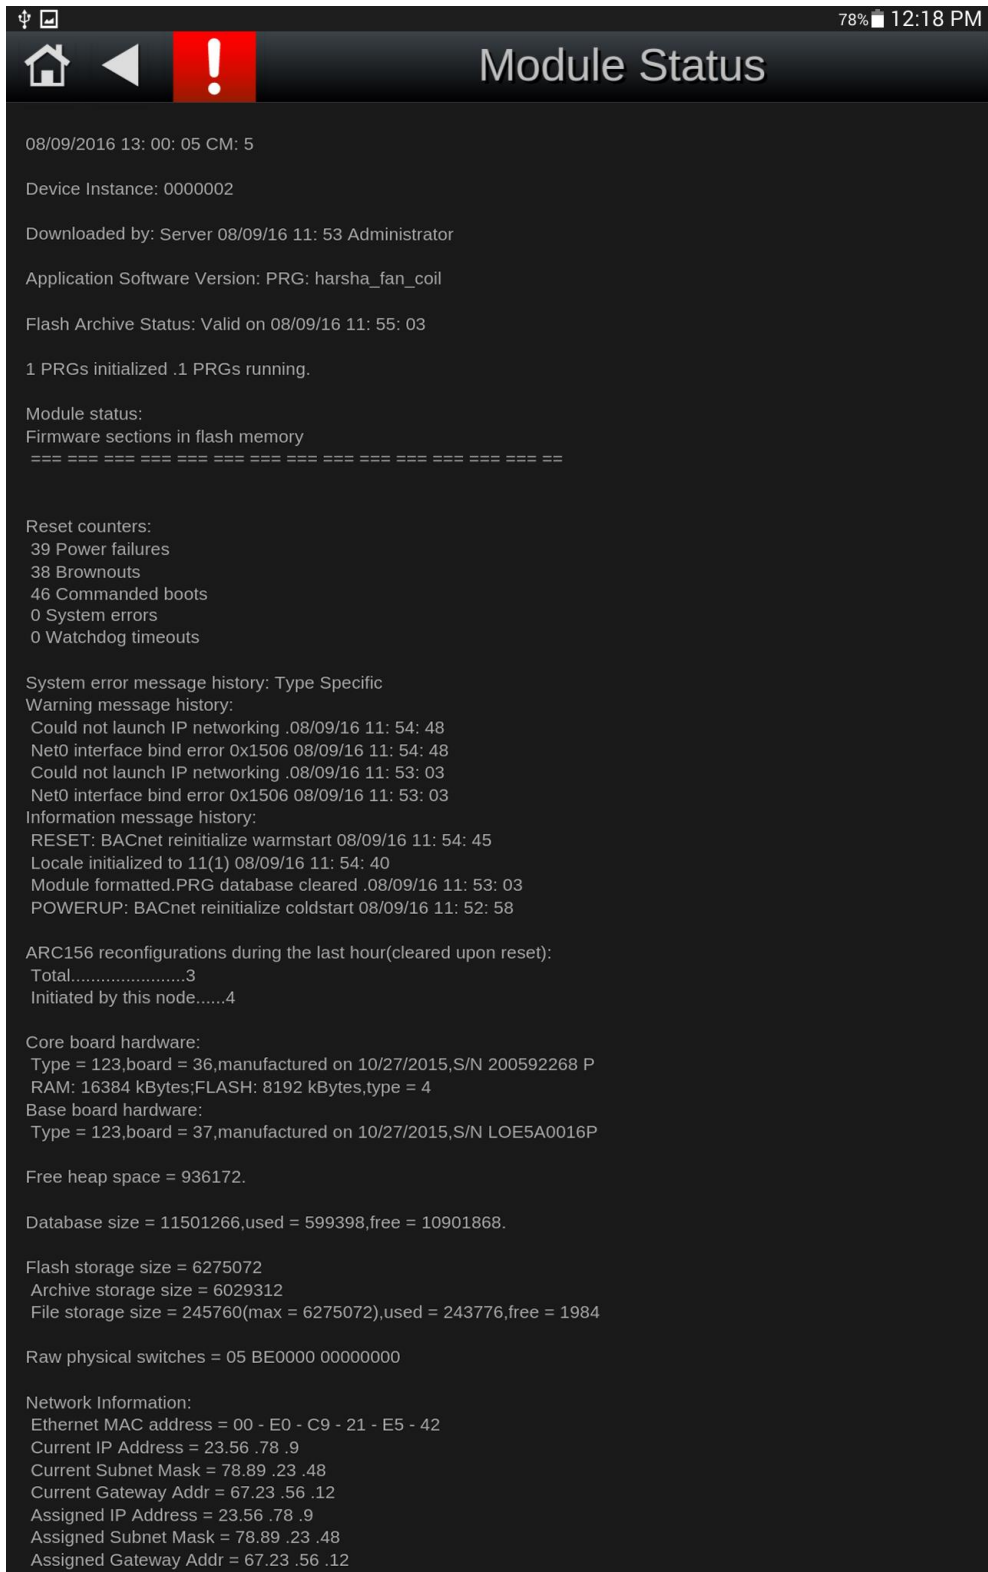 78% 12:18 PM
Module Status
08/09/2016 13: 00: 05 CM: 5
Device Instance: 0000002
Downloaded by: Server 08/09/16 11: 53 Administrator
Application Software Version: PRG: harsha_fan_coil
Flash Archive Status: Valid on 08/09/16 11: 55: 03
1 PRGs initialized .1 PRGs running.
Module status:
Firmware sections in flash memory
=== === === === === === === === === === === === === === ==
Reset counters:
39 Power failures
38 Brownouts
46 Commanded boots
0 System errors
0 Watchdog timeouts
System error message history: Type Specific
Warning message history:
Could not launch IP networking .08/09/16 11: 54: 48
Net0 interface bind error 0x1506 08/09/16 11: 54: 48
Could not launch IP networking .08/09/16 11: 53: 03
Net0 interface bind error 0x1506 08/09/16 11: 53: 03
Information message history:
RESET: BACnet reinitialize warmstart 08/09/16 11: 54: 45
Locale initialized to 11(1) 08/09/16 11: 54: 40
Module formatted.PRG database cleared .08/09/16 11: 53: 03
POWERUP: BACnet reinitialize coldstart 08/09/16 11: 52: 58
ARC156 reconfigurations during the last hour(cleared upon reset):
Total.......................3
Initiated by this node......4
Core board hardware:
Type = 123,board = 36,manufactured on 10/27/2015,S/N 200592268 P
RAM: 16384 kBytes;FLASH: 8192 kBytes,type = 4
Base board hardware:
Type = 123,board = 37,manufactured on 10/27/2015,S/N LOE5A0016P
Free heap space = 936172.
Database size = 11501266,used = 599398,free = 10901868.
Flash storage size = 6275072
Archive storage size = 6029312
File storage size = 245760(max = 6275072),used = 243776,free = 1984
Raw physical switches = 05 BE0000 00000000
Network Information:
Ethernet MAC address = 00 - E0 - C9 - 21 - E5 - 42
Current IP Address = 23.56 .78 .9
Current Subnet Mask = 78.89 .23 .48
Current Gateway Addr = 67.23 .56 .12
Assigned IP Address = 23.56 .78 .9
Assigned Subnet Mask = 78.89 .23 .48
Assigned Gateway Addr = 67.23 .56 .12